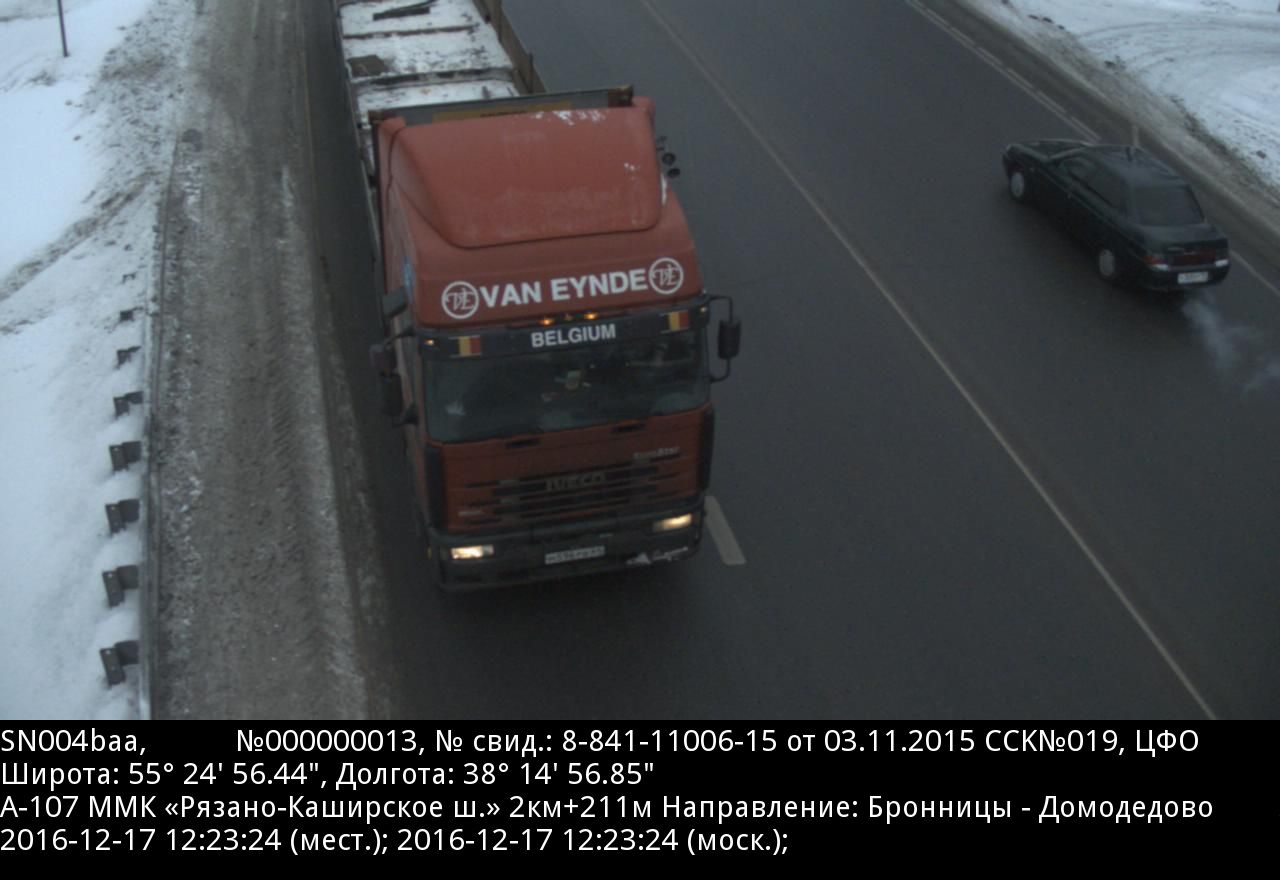 VAN EYNDE
BELGIUM
EuroStar
IVECO
SN004baa, №000000013, № свид.: 8-841-11006-15 от 03.11.2015 ССК№019, ЦФО
Широта: 55° 24' 56.44", Долгота: 38° 14' 56.85"
А-107 ММК «Рязано-Каширское ш.» 2км+211м Направление: Бронницы - Домодедово
2016-12-17 12:23:24 (мест.); 2016-12-17 12:23:24 (моск.);